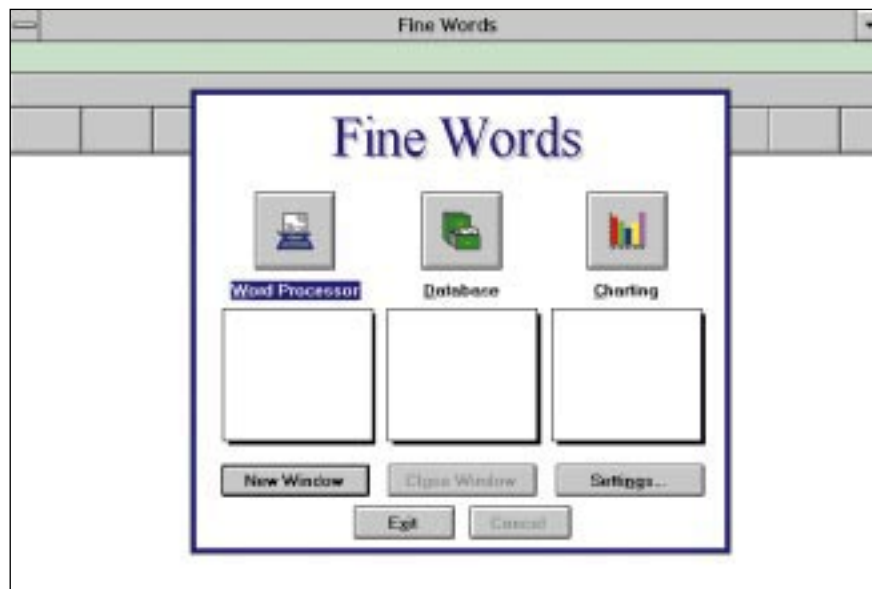 Fine Words
Fine Words
Word Processor Database Charting
New Window Close Window Settings...
Exit Cancel